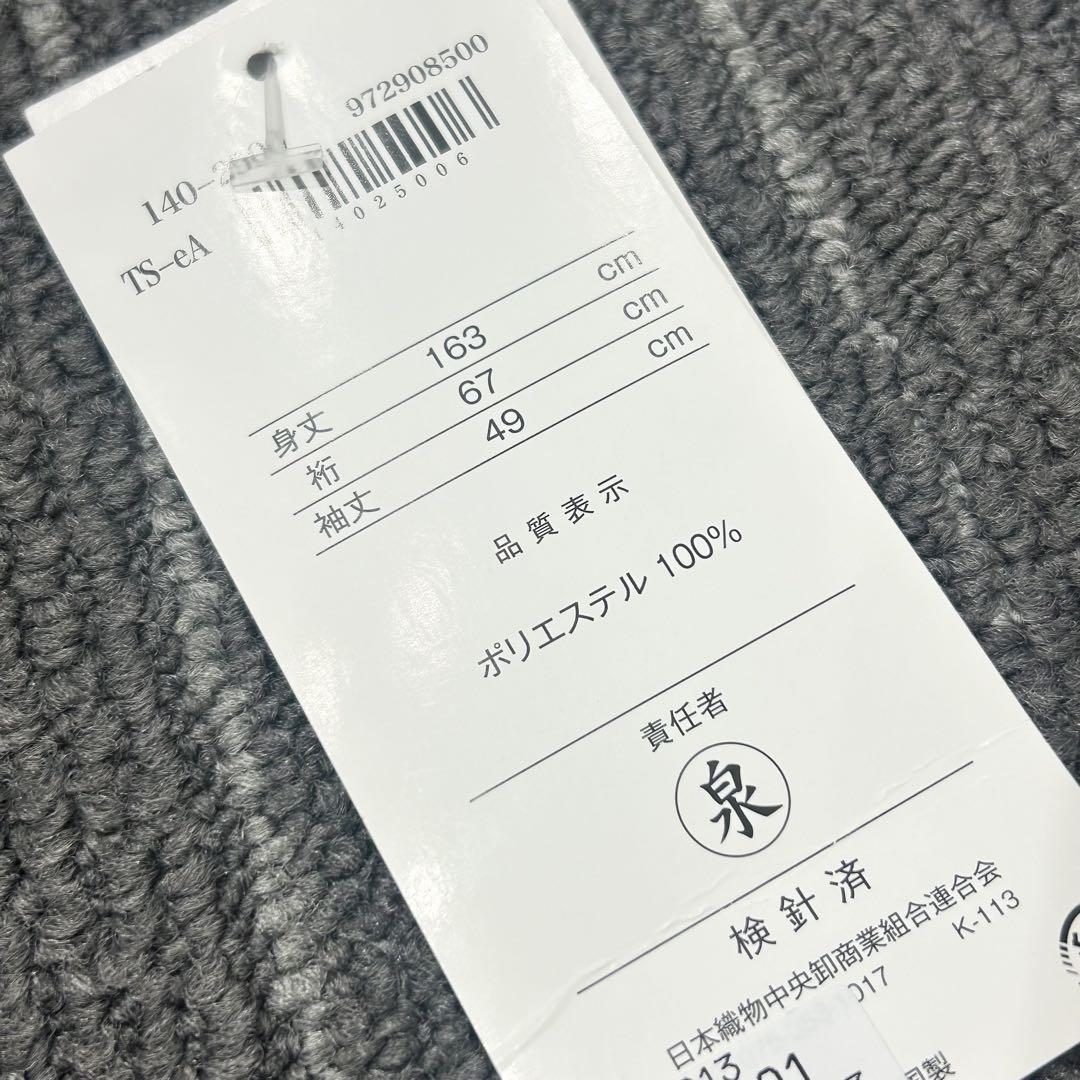 972908500
4025006
TS-eA
身丈 163 cm
裄 67 cm
袖丈 49 cm
品質表示
ポリエステル 100%
責任者
泉
検針済
日本織物中央卸商業組合連合会
K-113